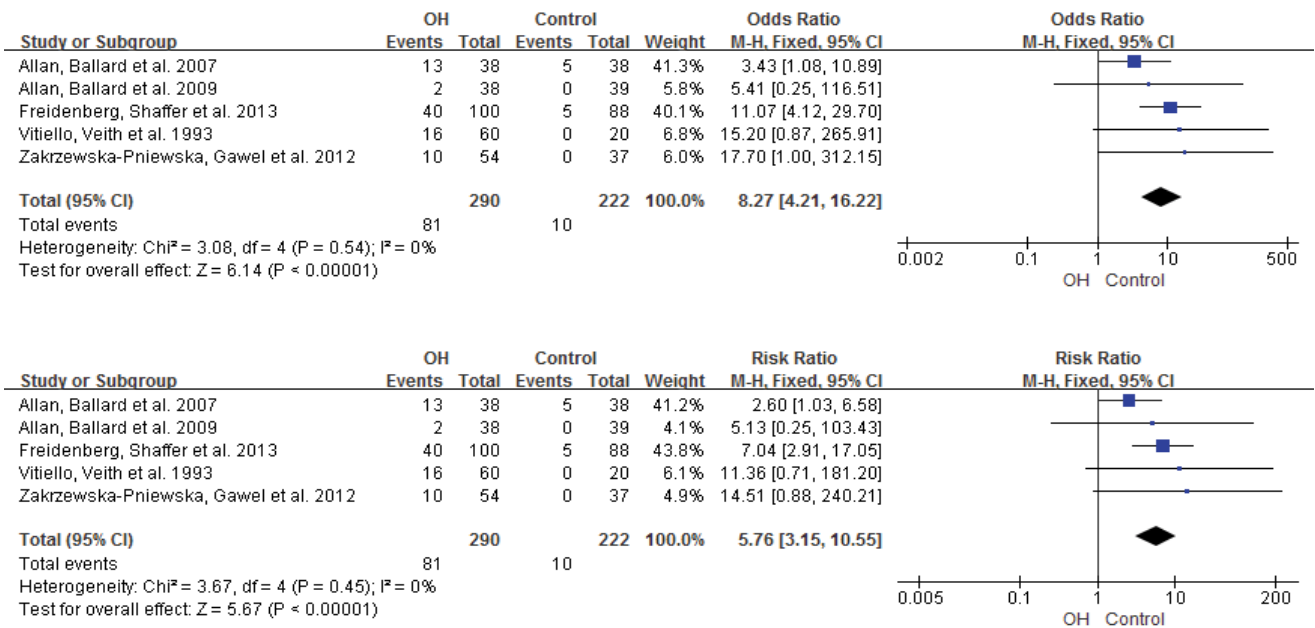 OH Control Odds Ratio Odds Ratio
Study or Subgroup Events Total Events Total Weight M-H, Fixed, 95% CI M-H, Fixed, 95% CI
Allan, Ballard et al. 2007 13 38 5 38 41.3% 3.43 [1.08, 10.89]
Allan, Ballard et al. 2009 2 38 0 39 5.8% 5.41 [0.25, 116.51]
Freidenberg, Shaffer et al. 2013 40 100 5 88 40.1% 11.07 [4.12, 29.70]
Vitiello, Veith et al. 1993 16 60 0 20 6.8% 15.20 [0.87, 265.91]
Zakrzewska-Pniewska, Gawel et al. 2012 10 54 0 37 6.0% 17.70 [1.00, 312.15]
Total (95% CI) 290 222 100.0% 8.27 [4.21, 16.22]
Total events 81 10
Heterogeneity: Chi² = 3.08, df = 4 (P = 0.54); I² = 0%
Test for overall effect: Z = 6.14 (P < 0.00001)
0.002 0.1 1 10 500
OH Control
OH Control Risk Ratio Risk Ratio
Study or Subgroup Events Total Events Total Weight M-H, Fixed, 95% CI M-H, Fixed, 95% CI
Allan, Ballard et al. 2007 13 38 5 38 41.2% 2.60 [1.03, 6.58]
Allan, Ballard et al. 2009 2 38 0 39 4.1% 5.13 [0.25, 103.43]
Freidenberg, Shaffer et al. 2013 40 100 5 88 43.8% 7.04 [2.91, 17.05]
Vitiello, Veith et al. 1993 16 60 0 20 6.1% 11.36 [0.71, 181.20]
Zakrzewska-Pniewska, Gawel et al. 2012 10 54 0 37 4.9% 14.51 [0.88, 240.21]
Total (95% CI) 290 222 100.0% 5.76 [3.15, 10.55]
Total events 81 10
Heterogeneity: Chi² = 3.67, df = 4 (P = 0.45); I² = 0%
Test for overall effect: Z = 5.67 (P < 0.00001)
0.005 0.1 1 10 200
OH Control